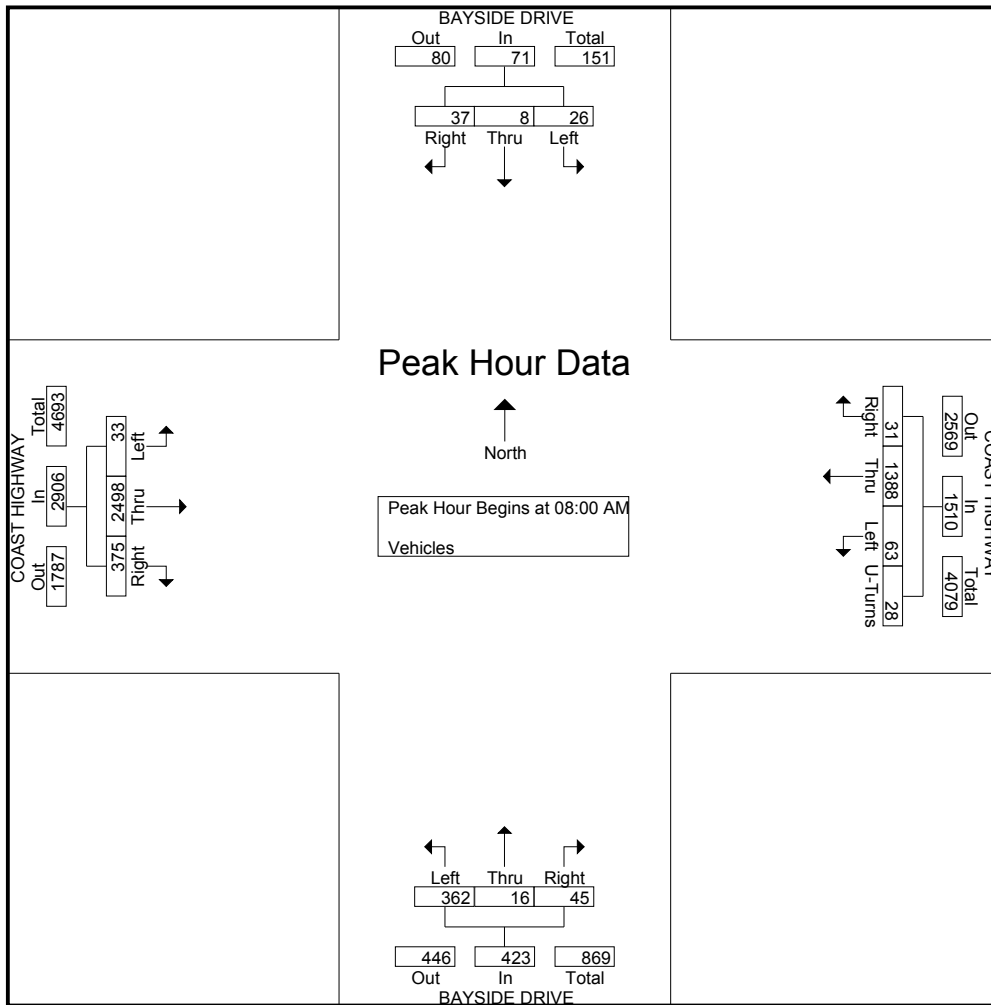 BAYSIDE DRIVE
Out In Total
80 71 151
37 8 26
Right Thru Left
Peak Hour Data
North
Peak Hour Begins at 08:00 AM
Vehicles
COAST HIGHWAY
Total In Out
4693 2906 1787
33 2498 375
Left Thru Right
COAST HIGHWAY
Out In Total
2569 1510 4079
31 1388 63 28
Right Thru Left U-Turns
Left Thru Right
362 16 45
446 423 869
Out In Total
BAYSIDE DRIVE